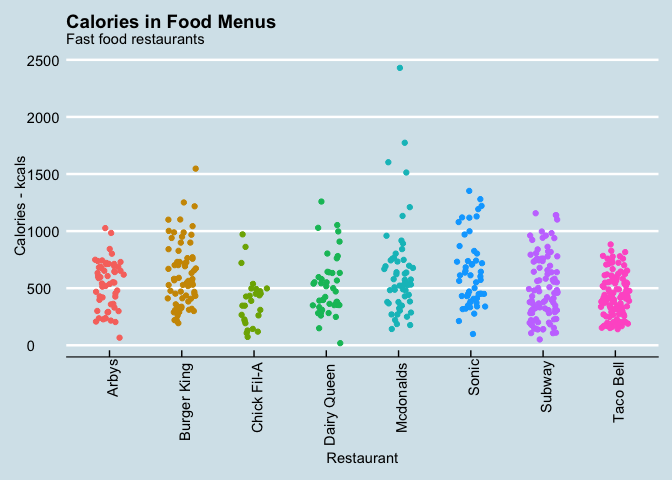 Calories in Food Menus
Fast food restaurants
2500
2000
1500
1000
500
0
Calories - kcals
Arbys
Burger King
Chick Fil-A
Dairy Queen
Mcdonalds
Sonic
Subway
Taco Bell
Restaurant